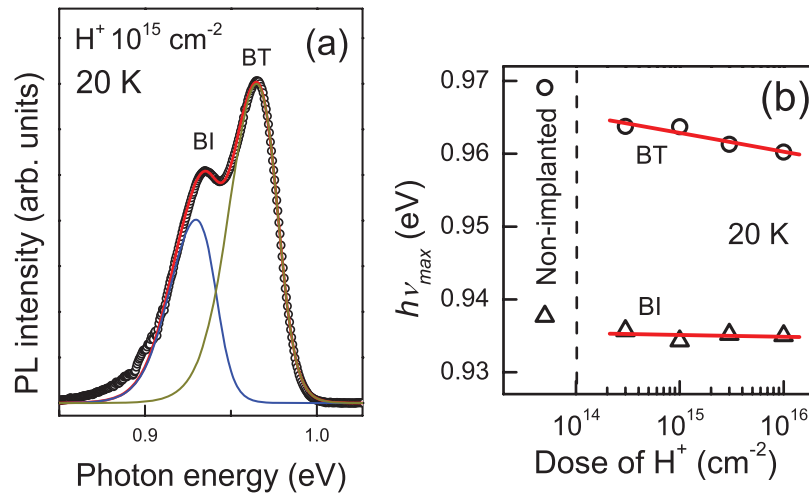 H⁺ 10¹⁵ cm⁻²
(a)
20 K
BT
BI
PL intensity (arb. units)
0.9
1.0
Photon energy (eV)
(b)
0.97
0.96
0.95
0.94
0.93
hν_max (eV)
Non-implanted
BT
20 K
BI
10¹⁴
10¹⁵
10¹⁶
Dose of H⁺ (cm⁻²)